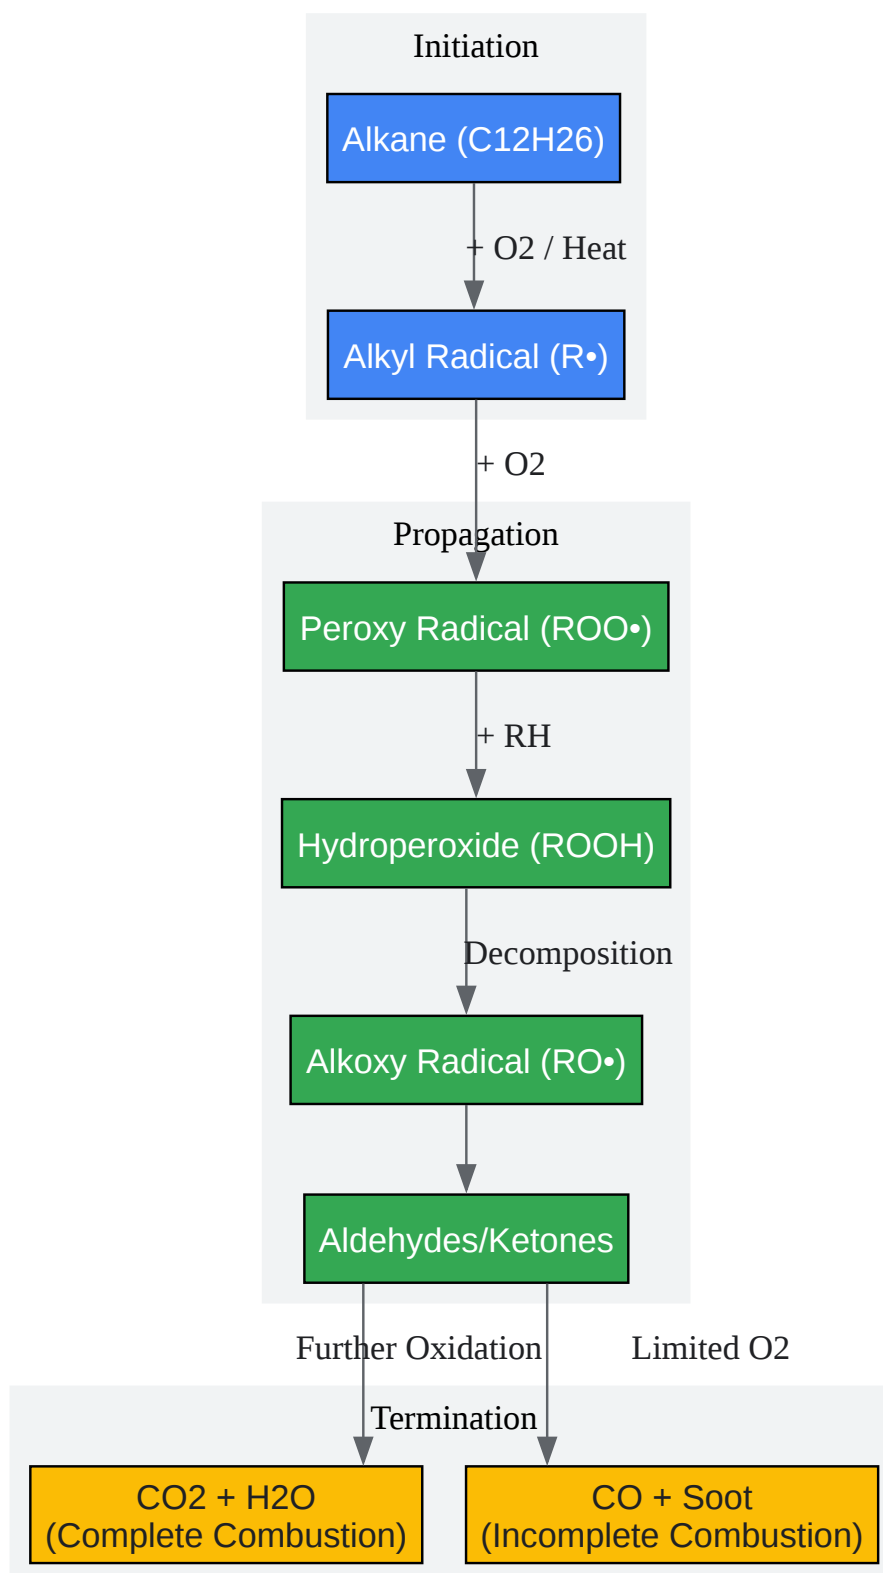 Initiation
Alkane (C12H26)
+ O2 / Heat
Alkyl Radical (R•)
+ O2
Propagation
Peroxy Radical (ROO•)
+ RH
Hydroperoxide (ROOH)
Decomposition
Alkoxy Radical (RO•)
Aldehydes/Ketones
Further Oxidation
Limited O2
Termination
CO2 + H2O
(Complete Combustion)
CO + Soot
(Incomplete Combustion)